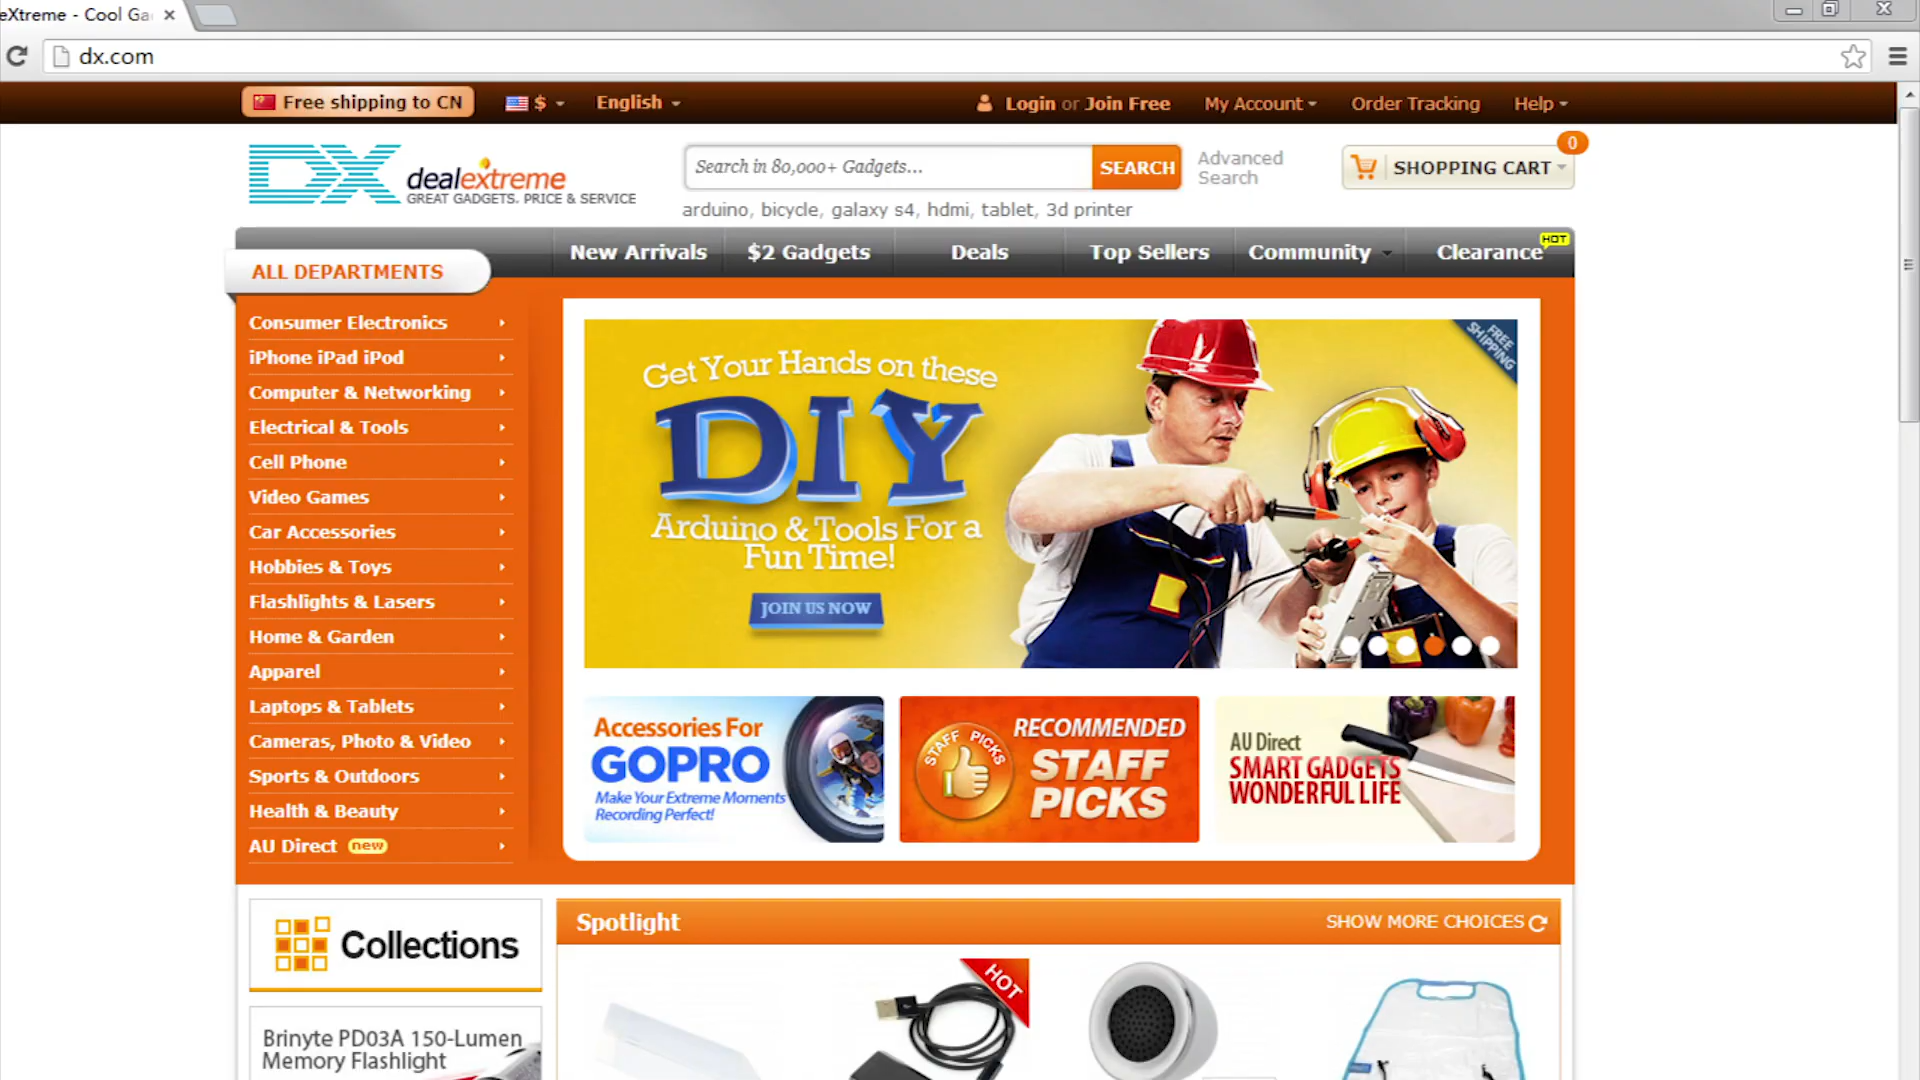 eXtreme - Cool Ga
dx.com
Free shipping to CN
$
English
Login or Join Free
My Account
Order Tracking
Help
DX dealextreme
GREAT GADGETS. PRICE & SERVICE
Search in 80,000+ Gadgets...
SEARCH
Advanced
Search
SHOPPING CART
0
arduino, bicycle, galaxy s4, hdmi, tablet, 3d printer
ALL DEPARTMENTS
New Arrivals
$2 Gadgets
Deals
Top Sellers
Community
Clearance
HOT
Consumer Electronics
iPhone iPad iPod
Computer & Networking
Electrical & Tools
Cell Phone
Video Games
Car Accessories
Hobbies & Toys
Flashlights & Lasers
Home & Garden
Apparel
Laptops & Tablets
Cameras, Photo & Video
Sports & Outdoors
Health & Beauty
AU Direct new
Get Your Hands on these
DIY
Arduino & Tools For a
Fun Time!
JOIN US NOW
FREE
SHIPPING
Accessories For
GOPRO
Make Your Extreme Moments
Recording Perfect!
STAFF PICKS
RECOMMENDED
STAFF
PICKS
AU Direct
SMART GADGETS
WONDERFUL LIFE
Collections
Spotlight
SHOW MORE CHOICES
HOT
Brinyte PD03A 150-Lumen
Memory Flashlight